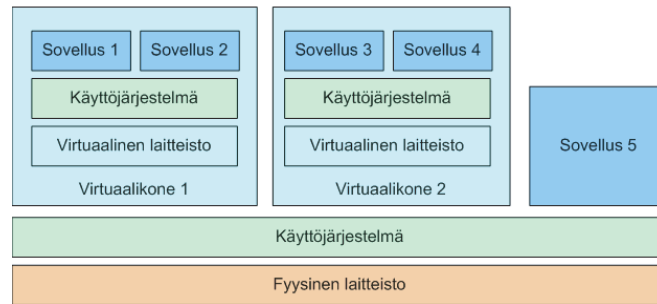 Sovellus 1
Sovellus 2
Käyttöjärjestelmä
Virtuaalinen laitteisto
Virtuaalikone 1
Sovellus 3
Sovellus 4
Käyttöjärjestelmä
Virtuaalinen laitteisto
Virtuaalikone 2
Sovellus 5
Käyttöjärjestelmä
Fyysinen laitteisto